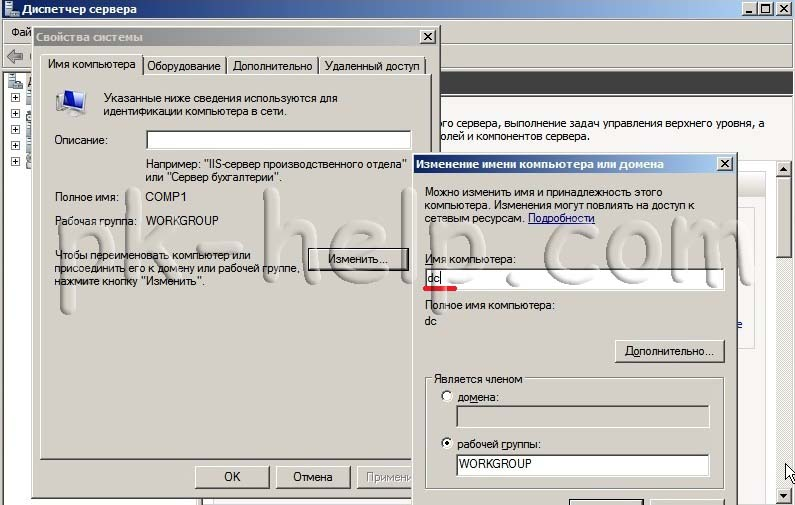 Диспетчер сервера
Фай
Свойства системы
Имя компьютера
Оборудование
Дополнительно
Удаленный доступ
Указанные ниже сведения используются для
идентификации компьютера в сети.
Описание:
Например: "IIS-сервер производственного отдела"
или "Сервер бухгалтерии".
Полное имя: COMP1
Рабочая группа: WORKGROUP
Чтобы переименовать компьютер или
присоединить его к домену или рабочей группе,
нажмите кнопку "Изменить".
Изменить...
OK
Отмена
Примени
ого сервера, выполнение задач управления верхнего уровня, а
олей и компонентов сервера.
Изменение имени компьютера или домена
Можно изменить имя и принадлежность этого
компьютера. Изменения могут повлиять на доступ к
сетевым ресурсам. Подробности
Имя компьютера:
dc
Полное имя компьютера:
dc
Дополнительно...
Является членом
домена:
рабочей группы:
WORKGROUP
е
pk-help.com